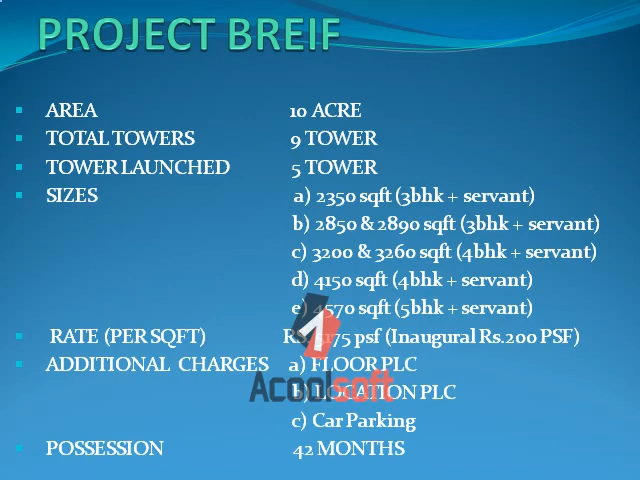 PROJECT BREIF
AREA 10 ACRE
TOTAL TOWERS 9 TOWER
TOWER LAUNCHED 5 TOWER
SIZES a) 2350 sqft (3bhk + servant)
b) 2850 & 2890 sqft (3bhk + servant)
c) 3200 & 3260 sqft (4bhk + servant)
d) 4150 sqft (4bhk + servant)
e) 4570 sqft (5bhk + servant)
RATE (PER SQFT) psf (Inaugural Rs.200 PSF)
ADDITIONAL CHARGES a) FLOOR PLC
b) LOCATION PLC
Acoolsoft
c) Car Parking
POSSESSION 42 MONTHS